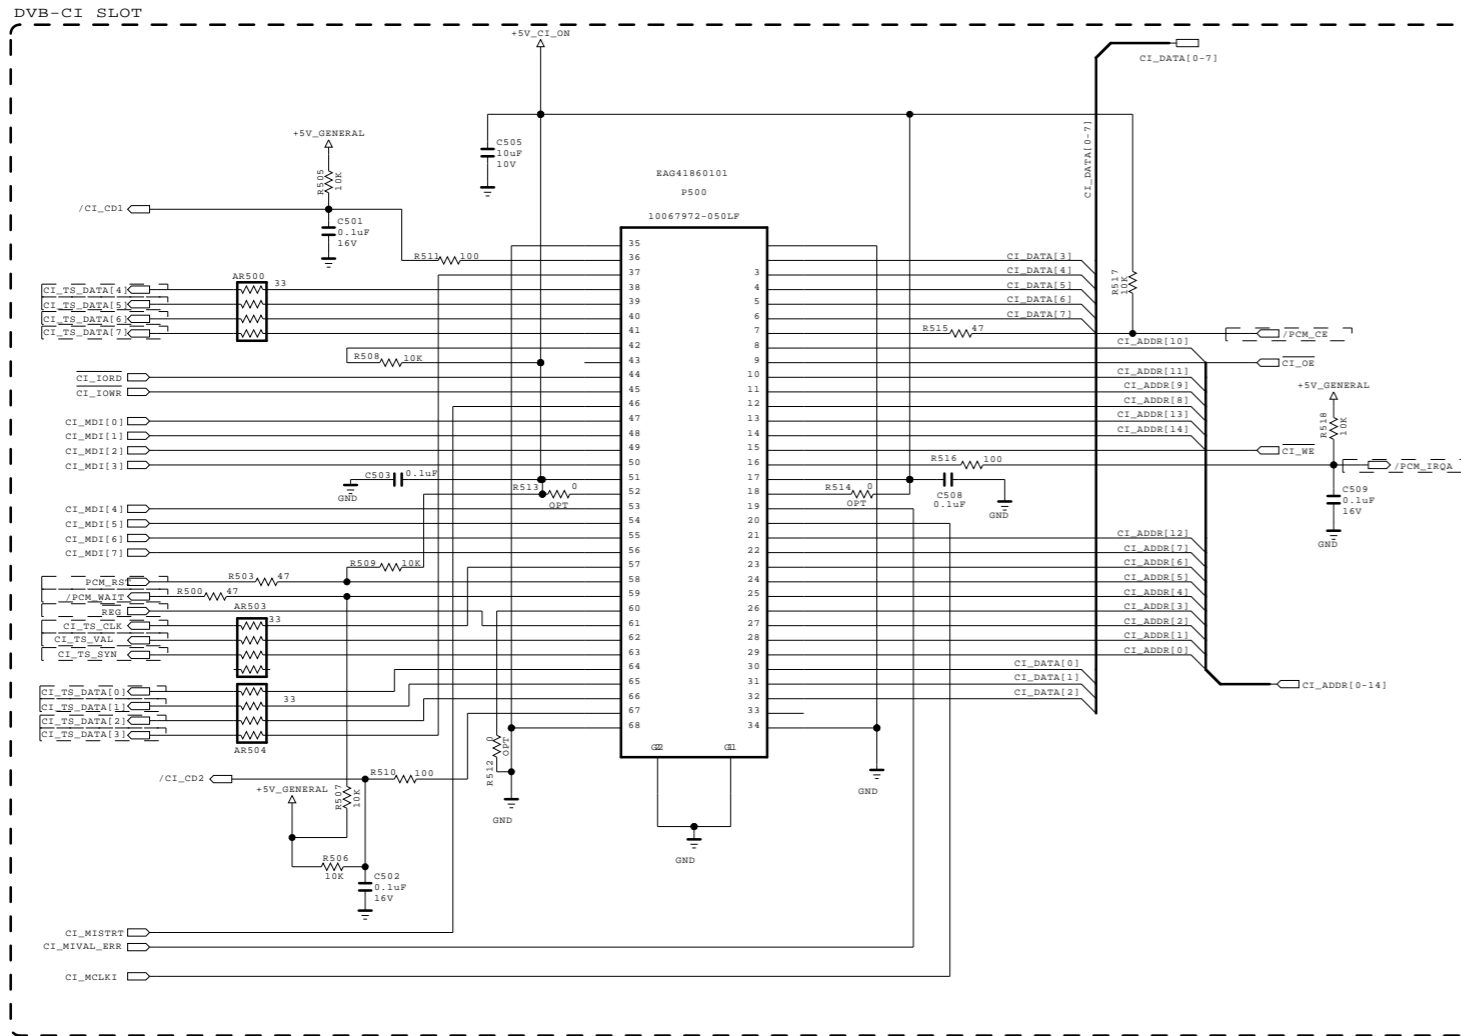 DVB-CI SLOT
+5V_CI_ON
CI_DATA[0-7]
CI_DATA[0-7]
+5V_GENERAL
C505
10uF
10V
R505
10K
EAG41860101
P500
10067972-050LF
/CI_CD1
C501
0.1uF
16V
R511
100
AR500
33
CI_TS_DATA[4]
CI_TS_DATA[5]
CI_TS_DATA[6]
CI_TS_DATA[7]
R508
10K
CI_IORD
CI_IOWR
CI_MDI[0]
CI_MDI[1]
CI_MDI[2]
CI_MDI[3]
C503
0.1uF
GND
R513
0
OPT
CI_MDI[4]
CI_MDI[5]
CI_MDI[6]
CI_MDI[7]
R509
10K
PCM_RST
R503
47
/PCM_WAIT
R500
47
REG
AR503
33
CI_TS_CLK
CI_TS_VAL
CI_TS_SYN
CI_TS_DATA[0]
CI_TS_DATA[1]
CI_TS_DATA[2]
CI_TS_DATA[3]
33
AR504
/CI_CD2
R510
100
+5V_GENERAL
R507
10K
R506
10K
C502
0.1uF
16V
R512
0
OPT
GND
CI_MISTRT
CI_MIVAL_ERR
CI_MCLKI
35
36
37
38
39
40
41
42
43
44
45
46
47
48
49
50
51
52
53
54
55
56
57
58
59
60
61
62
63
64
65
66
67
68
G2
G1
GND
3
4
5
6
7
8
9
10
11
12
13
14
15
16
17
18
19
20
21
22
23
24
25
26
27
28
29
30
31
32
33
34
GND
CI_DATA[3]
CI_DATA[4]
CI_DATA[5]
CI_DATA[6]
CI_DATA[7]
R517
10K
R515
47
/PCM_CE
CI_ADDR[10]
CI_OE
CI_ADDR[11]
CI_ADDR[9]
CI_ADDR[8]
CI_ADDR[13]
CI_ADDR[14]
+5V_GENERAL
R518
10K
CI_WE
R516
100
/PCM_IRQA
R514
0
OPT
C508
0.1uF
GND
C509
0.1uF
16V
GND
CI_ADDR[12]
CI_ADDR[7]
CI_ADDR[6]
CI_ADDR[5]
CI_ADDR[4]
CI_ADDR[3]
CI_ADDR[2]
CI_ADDR[1]
CI_ADDR[0]
CI_DATA[0]
CI_DATA[1]
CI_DATA[2]
CI_ADDR[0-14]